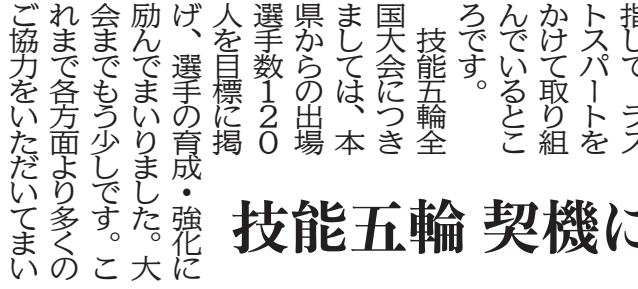 指して、ラス
トスパートを
かけて取り組
んでいるとこ
ろです。
技能五輪全
国大会につき
ましては、本
県からの出場
選手数120
人を目標に掲
げ、選手の育成・強化に
励んでまいりました。大
会までもう少しです。こ
れまで各方面より多くの
ご協力をいただいてまい
技能五輪 契機に